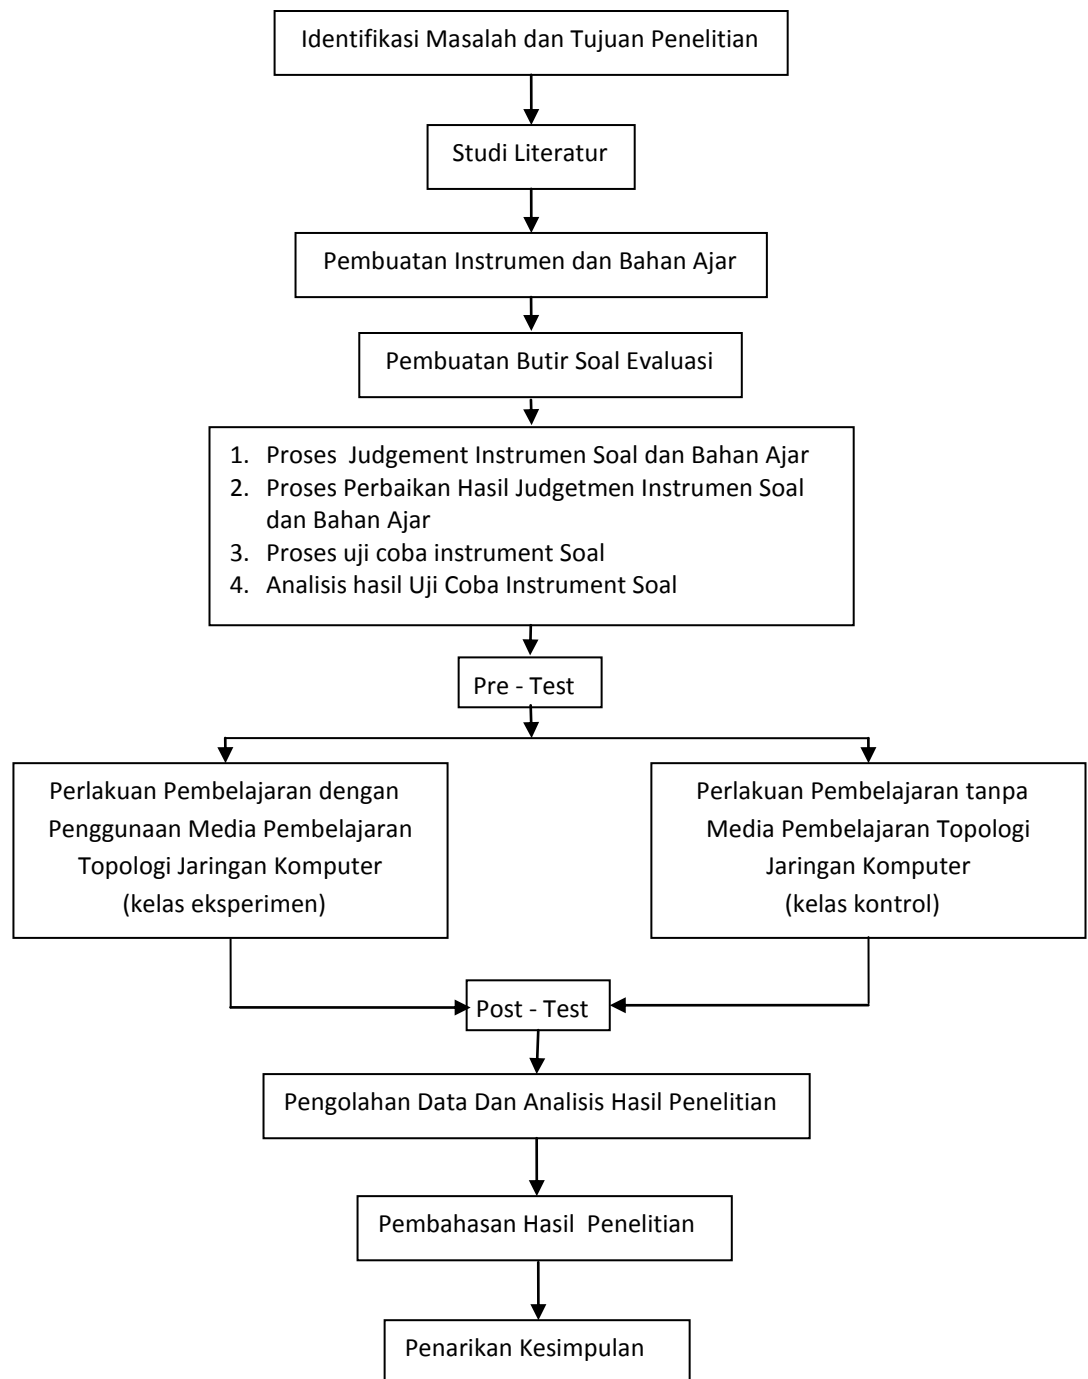 Identifikasi Masalah dan Tujuan Penelitian
Studi Literatur
Pembuatan Instrumen dan Bahan Ajar
Pembuatan Butir Soal Evaluasi
1. Proses Judgement Instrumen Soal dan Bahan Ajar
2. Proses Perbaikan Hasil Judgetmen Instrumen Soal
dan Bahan Ajar
3. Proses uji coba instrument Soal
4. Analisis hasil Uji Coba Instrument Soal
Pre - Test
Perlakuan Pembelajaran dengan
Penggunaan Media Pembelajaran
Topologi Jaringan Komputer
(kelas eksperimen)
Perlakuan Pembelajaran tanpa
Media Pembelajaran Topologi
Jaringan Komputer
(kelas kontrol)
Post - Test
Pengolahan Data Dan Analisis Hasil Penelitian
Pembahasan Hasil Penelitian
Penarikan Kesimpulan